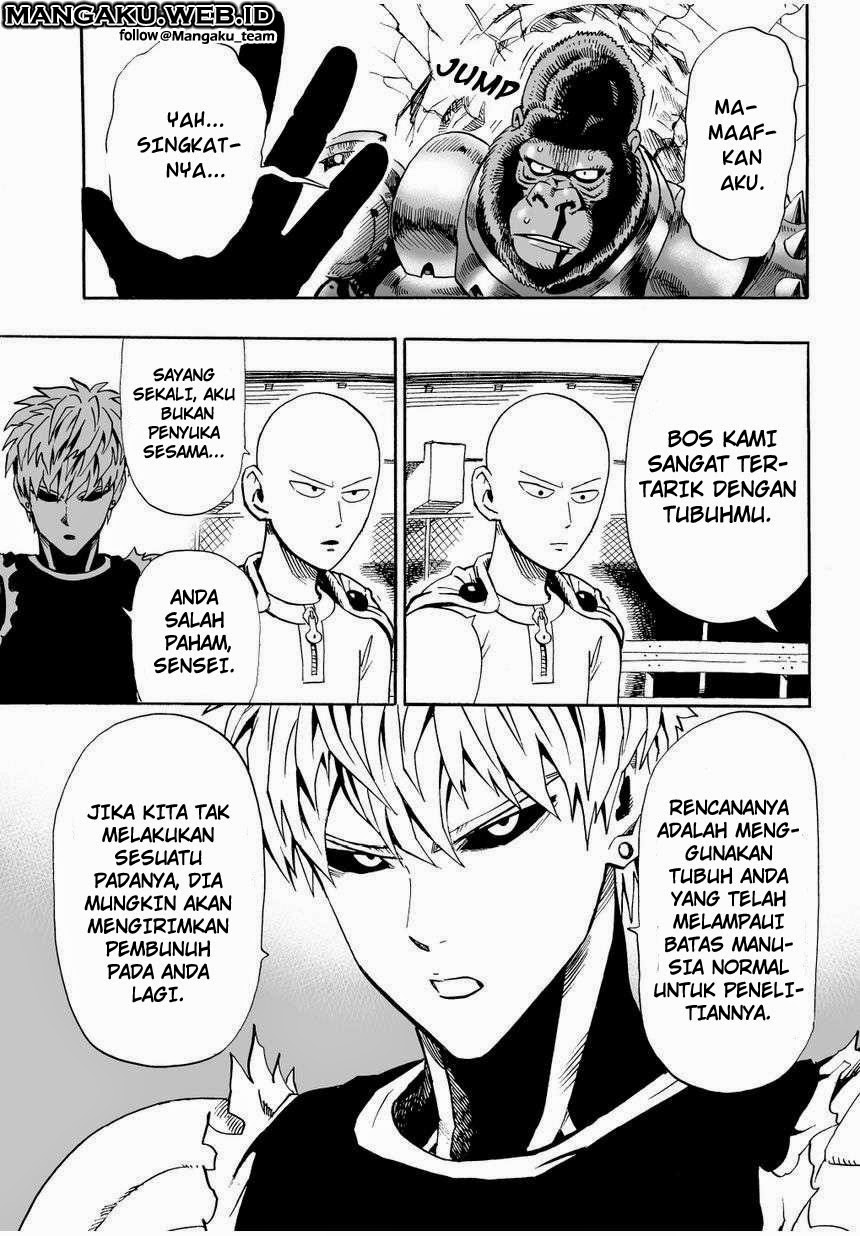 MANGAKU.WEB.ID
follow @Mangaku_team
MA-
MAAF-
KAN
AKU.
JUMP
YAH...
SINGKAT-
NYA...
BOS KAMI
SANGAT TER-
TARIK DENGAN
TUBUHMU.
SAYANG
SEKALI, AKU
BUKAN
PENYUKA
SESAMA...
ANDA
SALAH
PAHAM,
SENSEI.
RENCANANYA
ADALAH MENG-
GUNAKAN
TUBUH ANDA
YANG TELAH
MELAMPAUI
BATAS MANU-
SIA NORMAL
UNTUK PENELI-
TIANNYA.
JIKA KITA TAK
MELAKUKAN
SESUATU
PADANYA, DIA
MUNGKIN AKAN
MENGIRIMKAN
PEMBUNUH
PADA ANDA
LAGI.